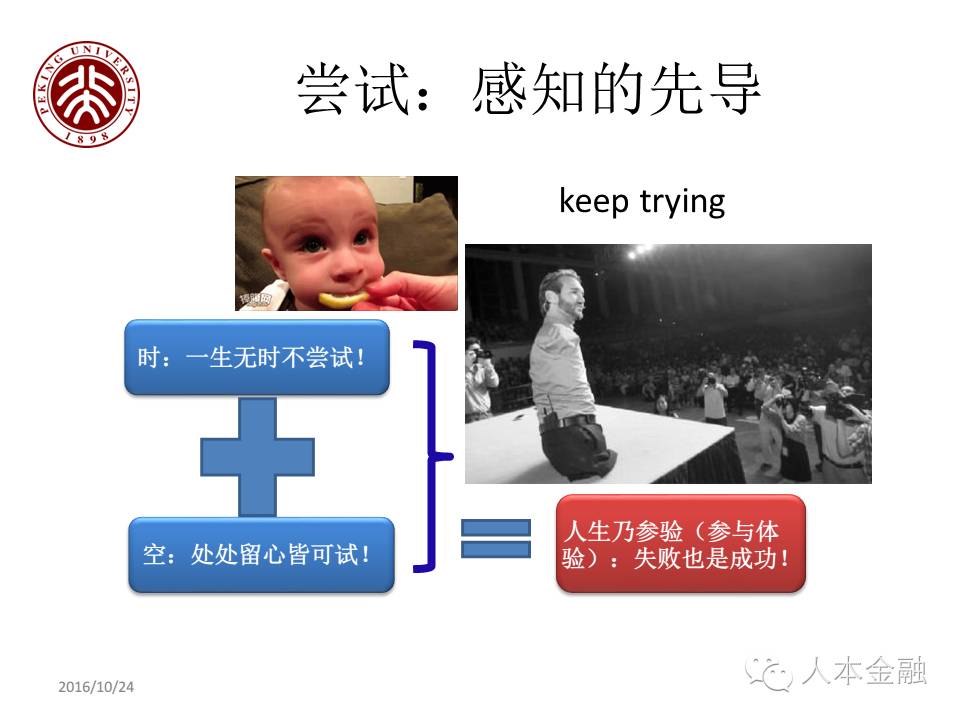 PEKING UNIVERSITY
1898
尝试：感知的先导
keep trying
时：一生无时不尝试！
空：处处留心皆可试！
人生乃参验（参与体
验）：失败也是成功！
2016/10/24
人本金融